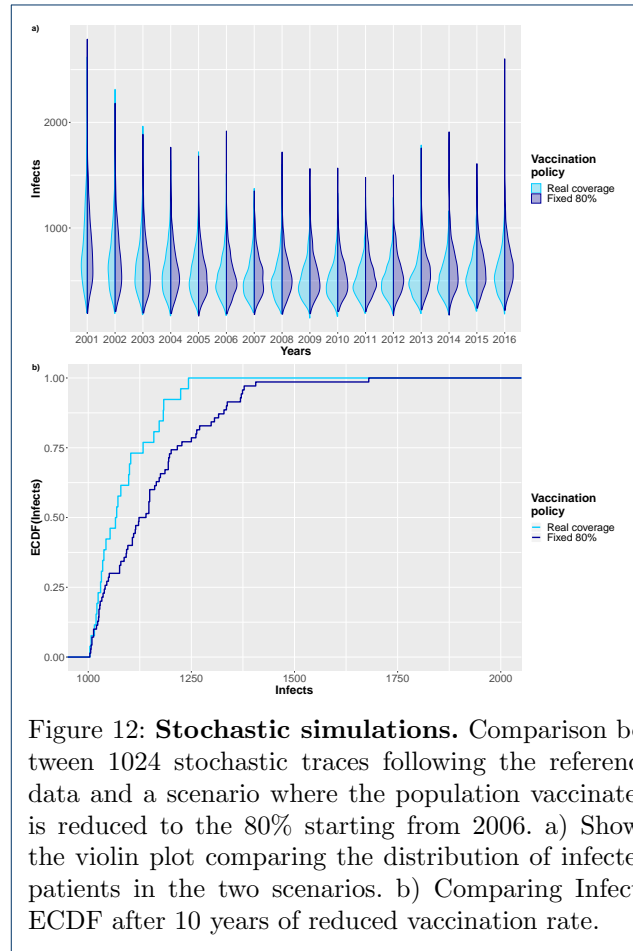 a)
Infects
2000
1000
2001 2002 2003 2004 2005 2006 2007 2008 2009 2010 2011 2012 2013 2014 2015 2016
Years
Vaccination
policy
Real coverage
Fixed 80%
b)
ECDF(Infects)
1.00
0.75
0.50
0.25
0.00
1000 1250 1500 1750 2000
Infects
Vaccination
policy
Real coverage
Fixed 80%
Figure 12: Stochastic simulations. Comparison be
tween 1024 stochastic traces following the referenc
data and a scenario where the population vaccinate
is reduced to the 80% starting from 2006. a) Show
the violin plot comparing the distribution of infecte
patients in the two scenarios. b) Comparing Infect
ECDF after 10 years of reduced vaccination rate.